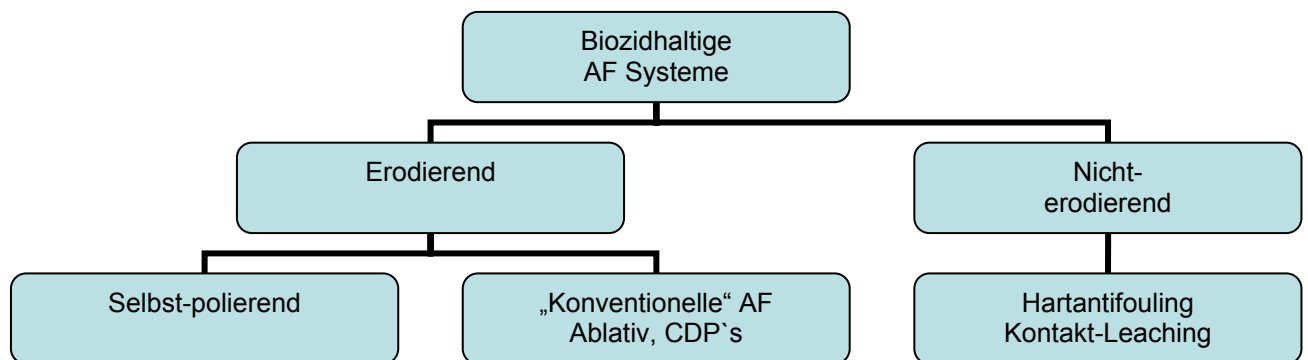 Biozidhaltige
AF Systeme
Erodierend
Nicht-
erodierend
Selbst-polierend
„Konventionelle“ AF
Ablativ, CDP`s
Hartantifouling
Kontakt-Leaching